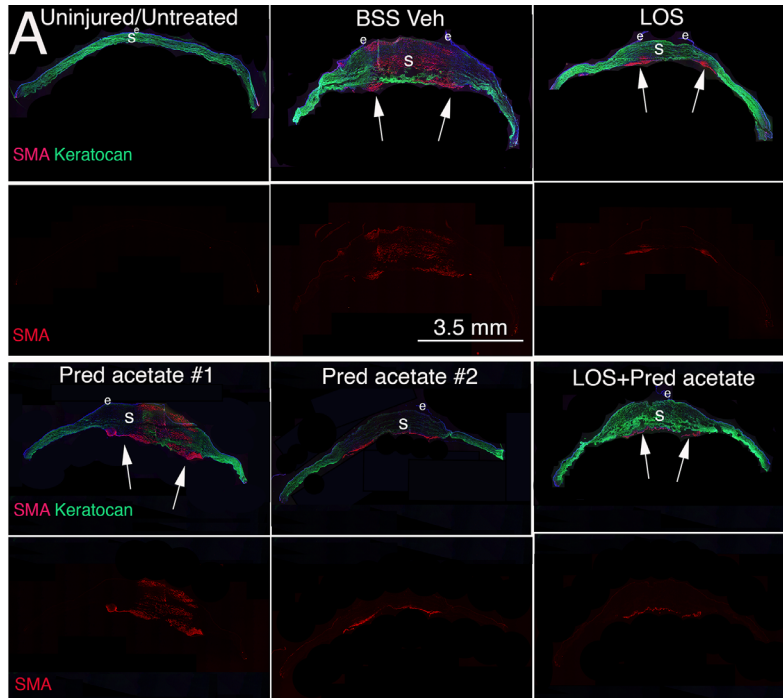 A
Uninjured/Untreated
BSS Veh
LOS
e
S
e
e
S
e
e
S
SMA Keratocan
SMA
3.5 mm
Pred acetate #1
Pred acetate #2
LOS+Pred acetate
e
S
e
S
e
S
SMA Keratocan
SMA